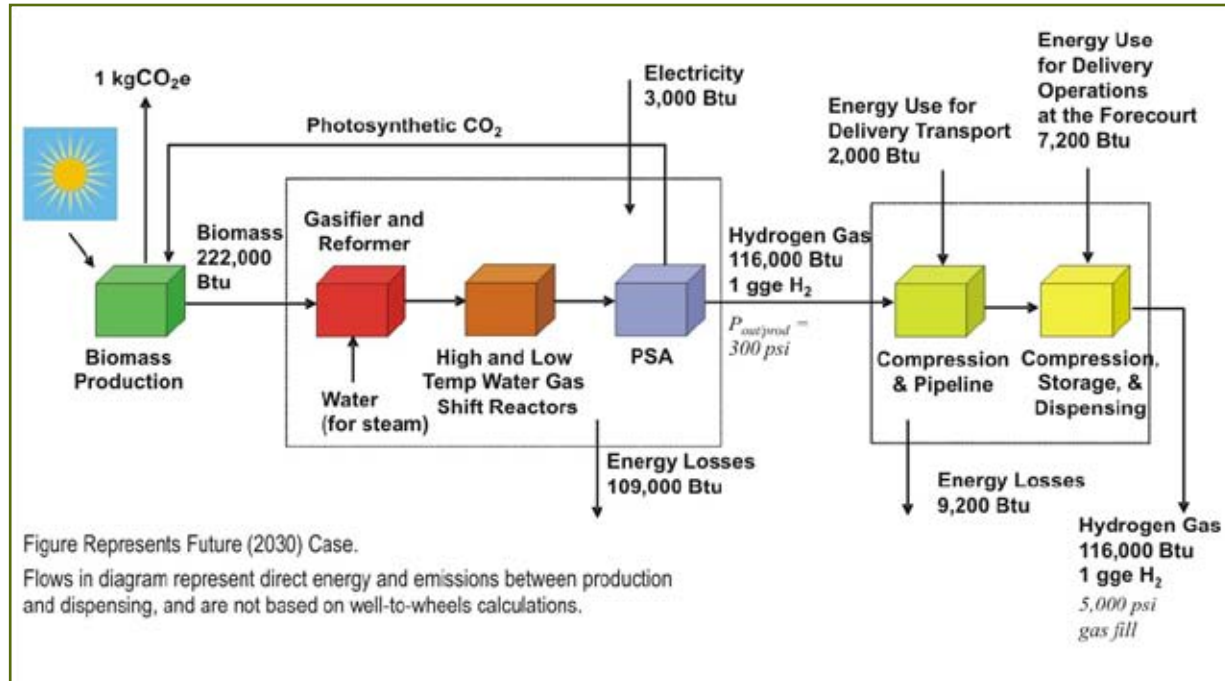 1 kgCO₂e
Photosynthetic CO₂
Electricity
3,000 Btu
Energy Use for
Delivery Transport
2,000 Btu
Energy Use
for Delivery
Operations
at the Forecourt
7,200 Btu
Biomass
222,000
Btu
Gasifier and
Reformer
Hydrogen Gas
116,000 Btu
1 gge H₂
P out/prod =
300 psi
Biomass
Production
Water
(for steam)
High and Low
Temp Water Gas
Shift Reactors
PSA
Compression
& Pipeline
Compression,
Storage, &
Dispensing
Energy Losses
109,000 Btu
Energy Losses
9,200 Btu
Hydrogen Gas
116,000 Btu
1 gge H₂
5,000 psi
gas fill
Figure Represents Future (2030) Case.
Flows in diagram represent direct energy and emissions between production
and dispensing, and are not based on well-to-wheels calculations.